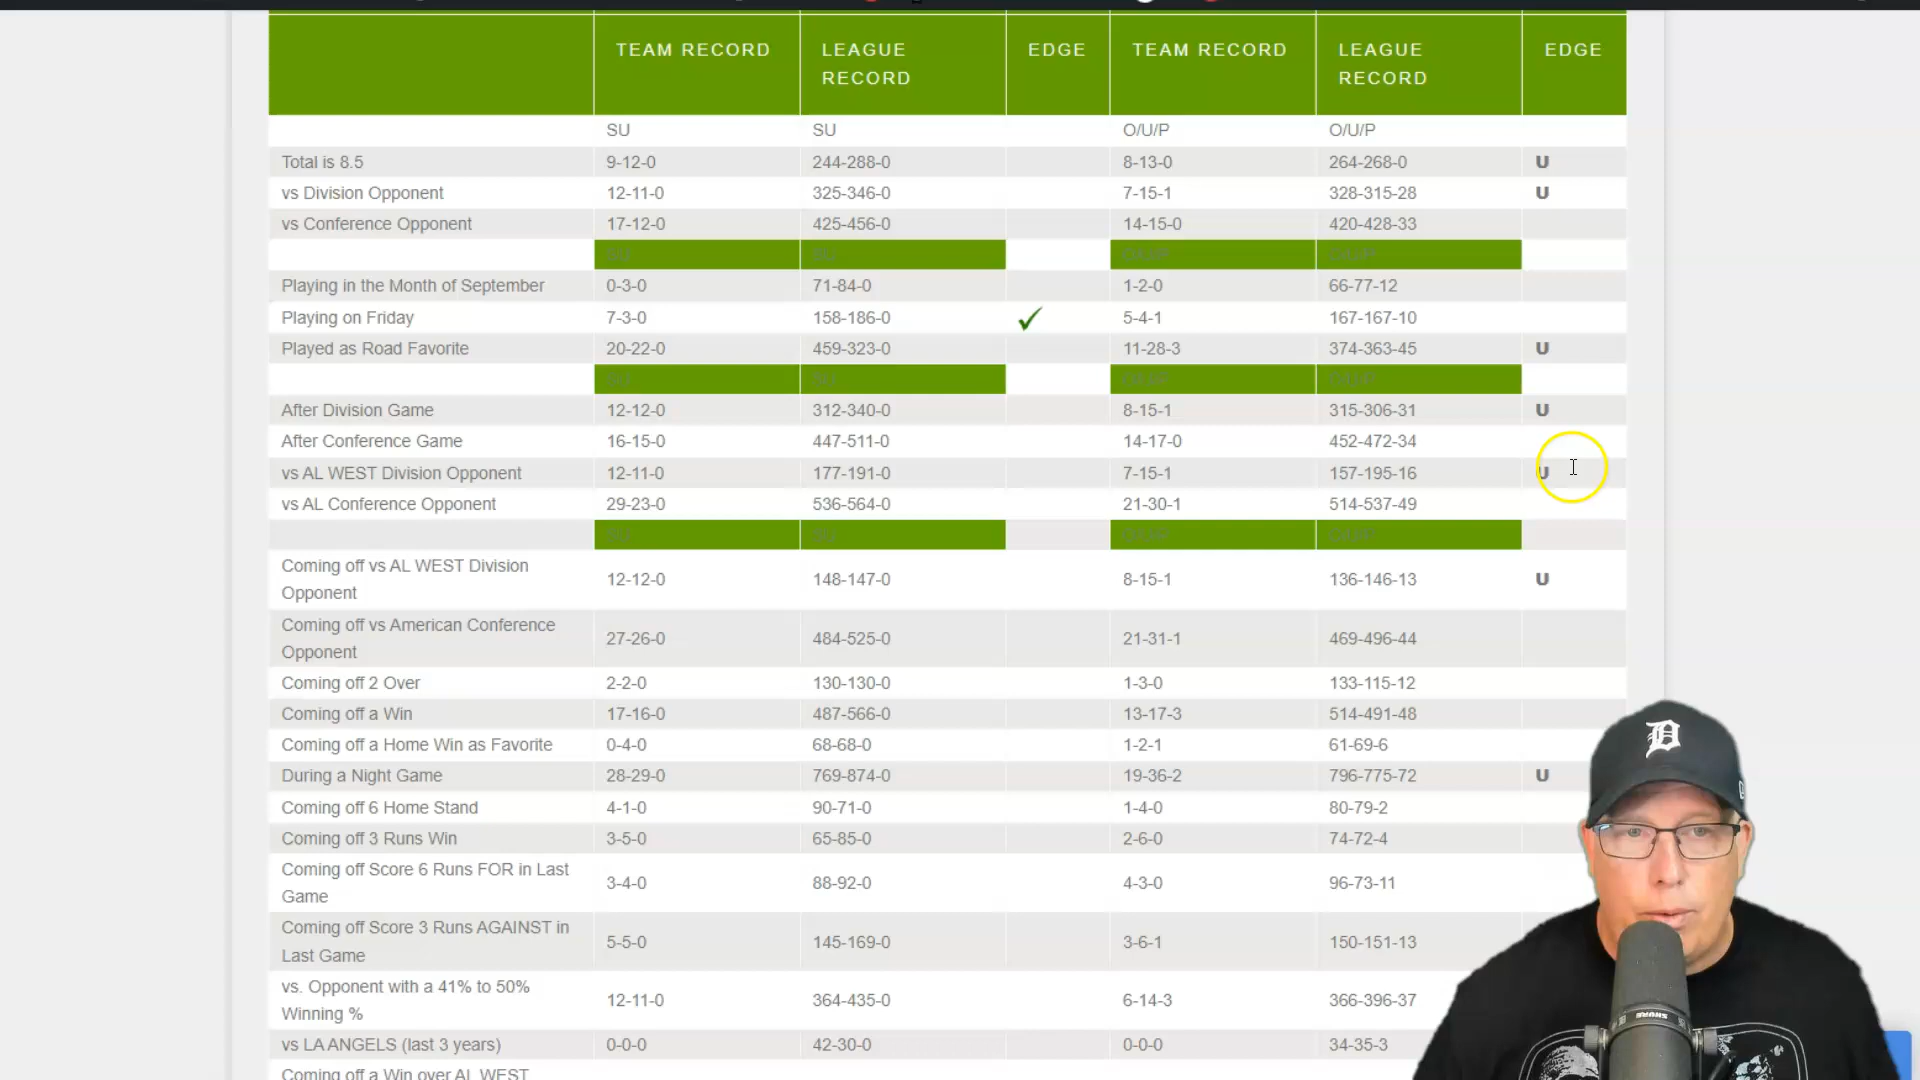 TEAM RECORD LEAGUE RECORD EDGE TEAM RECORD LEAGUE RECORD EDGE
SU SU O/U/P O/U/P
Total is 8.5 9-12-0 244-288-0 8-13-0 264-268-0 U
vs Division Opponent 12-11-0 325-346-0 7-15-1 328-315-28 U
vs Conference Opponent 17-12-0 425-456-0 14-15-0 420-428-33
SU SU O/U/P O/U/P
Playing in the Month of September 0-3-0 71-84-0 1-2-0 66-77-12
Playing on Friday 7-3-0 158-186-0 5-4-1 167-167-10
Played as Road Favorite 20-22-0 459-323-0 11-28-3 374-363-45 U
SU SU O/U/P O/U/P
After Division Game 12-12-0 312-340-0 8-15-1 315-306-31 U
After Conference Game 16-15-0 447-511-0 14-17-0 452-472-34
vs AL WEST Division Opponent 12-11-0 177-191-0 7-15-1 157-195-16 U
vs AL Conference Opponent 29-23-0 536-564-0 21-30-1 514-537-49
SU SU O/U/P O/U/P
Coming off vs AL WEST Division Opponent 12-12-0 148-147-0 8-15-1 136-146-13 U
Coming off vs American Conference Opponent 27-26-0 484-525-0 21-31-1 469-496-44
Coming off 2 Over 2-2-0 130-130-0 1-3-0 133-115-12
Coming off a Win 17-16-0 487-566-0 13-17-3 514-491-48
Coming off a Home Win as Favorite 0-4-0 68-68-0 1-2-1 61-69-6
During a Night Game 28-29-0 769-874-0 19-36-2 796-775-72 U
Coming off 6 Home Stand 4-1-0 90-71-0 1-4-0 80-79-2
Coming off 3 Runs Win 3-5-0 65-85-0 2-6-0 74-72-4
Coming off Score 6 Runs FOR in Last Game 3-4-0 88-92-0 4-3-0 96-73-11
Coming off Score 3 Runs AGAINST in Last Game 5-5-0 145-169-0 3-6-1 150-151-13
vs. Opponent with a 41% to 50% Winning % 12-11-0 364-435-0 6-14-3 366-396-37
vs LA ANGELS (last 3 years) 0-0-0 42-30-0 0-0-0 34-35-3
Coming off a Win over AL WEST
D
SHURE